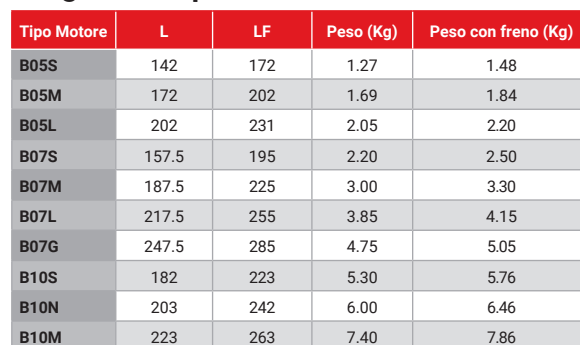 Tipo Motore L LF Peso (Kg) Peso con freno (Kg)
B05S 142 172 1.27 1.48
B05M 172 202 1.69 1.84
B05L 202 231 2.05 2.20
B07S 157.5 195 2.20 2.50
B07M 187.5 225 3.00 3.30
B07L 217.5 255 3.85 4.15
B07G 247.5 285 4.75 5.05
B10S 182 223 5.30 5.76
B10N 203 242 6.00 6.46
B10M 223 263 7.40 7.86